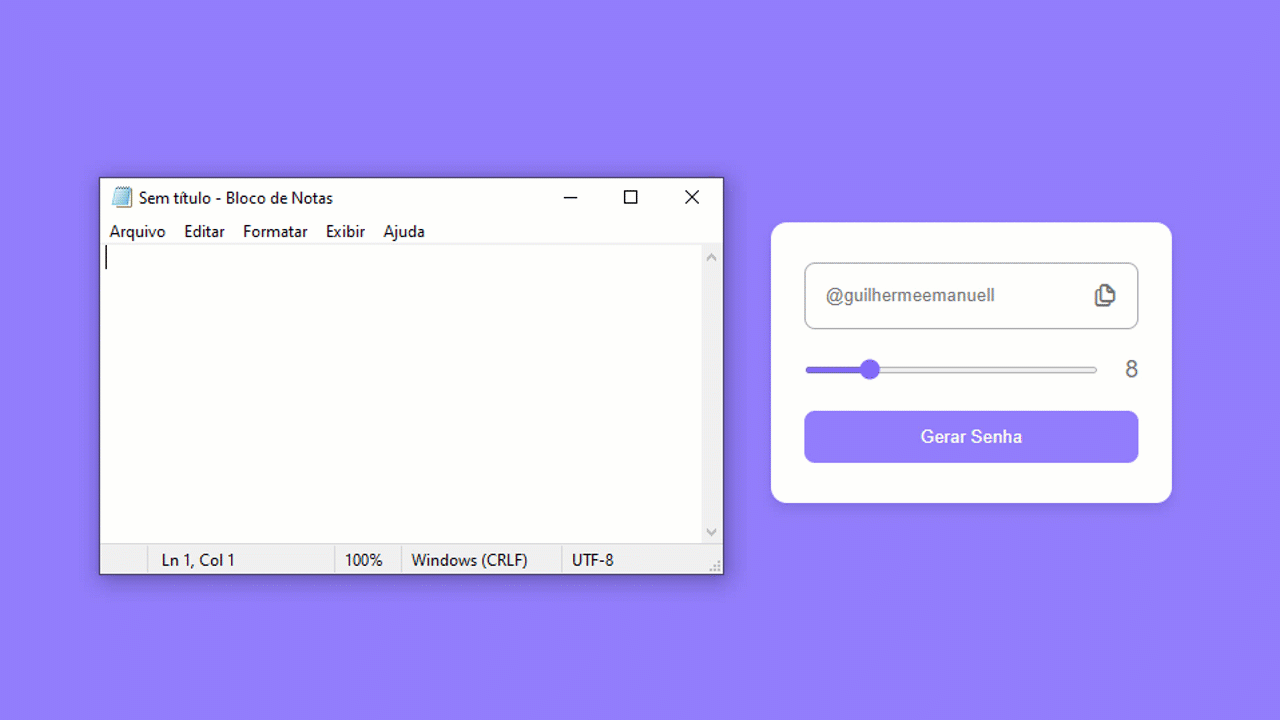 Sem título - Bloco de Notas
Arquivo Editar Formatar Exibir Ajuda
Ln 1, Col 1 100% Windows (CRLF) UTF-8
@guilhermeemanuell
8
Gerar Senha